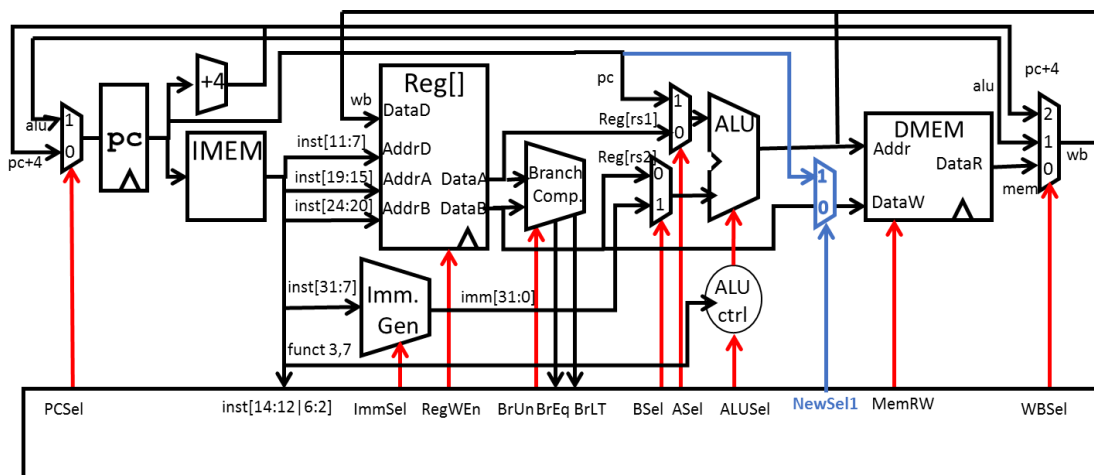 pc+4
alu
pc
Reg[]
wb
DataD
AddrD
AddrA
DataA
AddrB
DataB
+4
pc
IMEM
alu
1
0
pc+4
inst[11:7]
inst[19:15]
inst[24:20]
Branch
Comp.
Reg[rs1]
Reg[rs2]
1
0
0
1
ALU
1
0
DMEM
Addr
DataR
DataW
2
1
0
wb
mem
inst[31:7]
Imm.
Gen
imm[31:0]
ALU
ctrl
funct 3,7
PCSel
inst[14:12|6:2]
ImmSel
RegWEn
BrUn
BrEq
BrLT
BSel
ASel
ALUSel
NewSel1
MemRW
WBSel